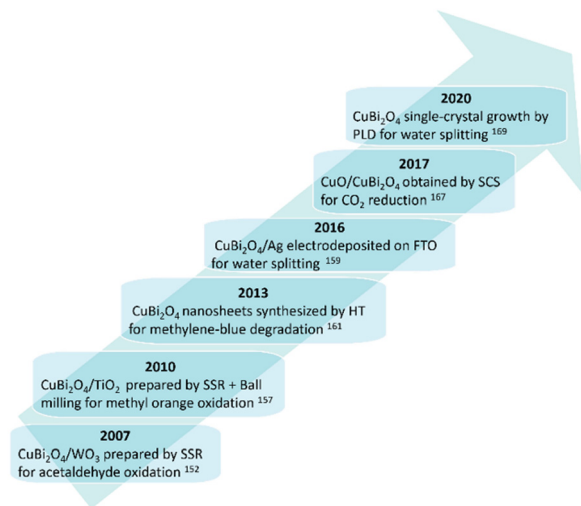 2020
CuBi₂O₄ single-crystal growth by
PLD for water splitting ¹⁶⁹
2017
CuO/CuBi₂O₄ obtained by SCS
for CO₂ reduction ¹⁶⁷
2016
CuBi₂O₄/Ag electrodeposited on FTO
for water splitting ¹⁵⁹
2013
CuBi₂O₄ nanosheets synthesized by HT
for methylene-blue degradation ¹⁶¹
2010
CuBi₂O₄/TiO₂ prepared by SSR + Ball
milling for methyl orange oxidation ¹⁵⁷
2007
CuBi₂O₄/WO₃ prepared by SSR
for acetaldehyde oxidation ¹⁵²